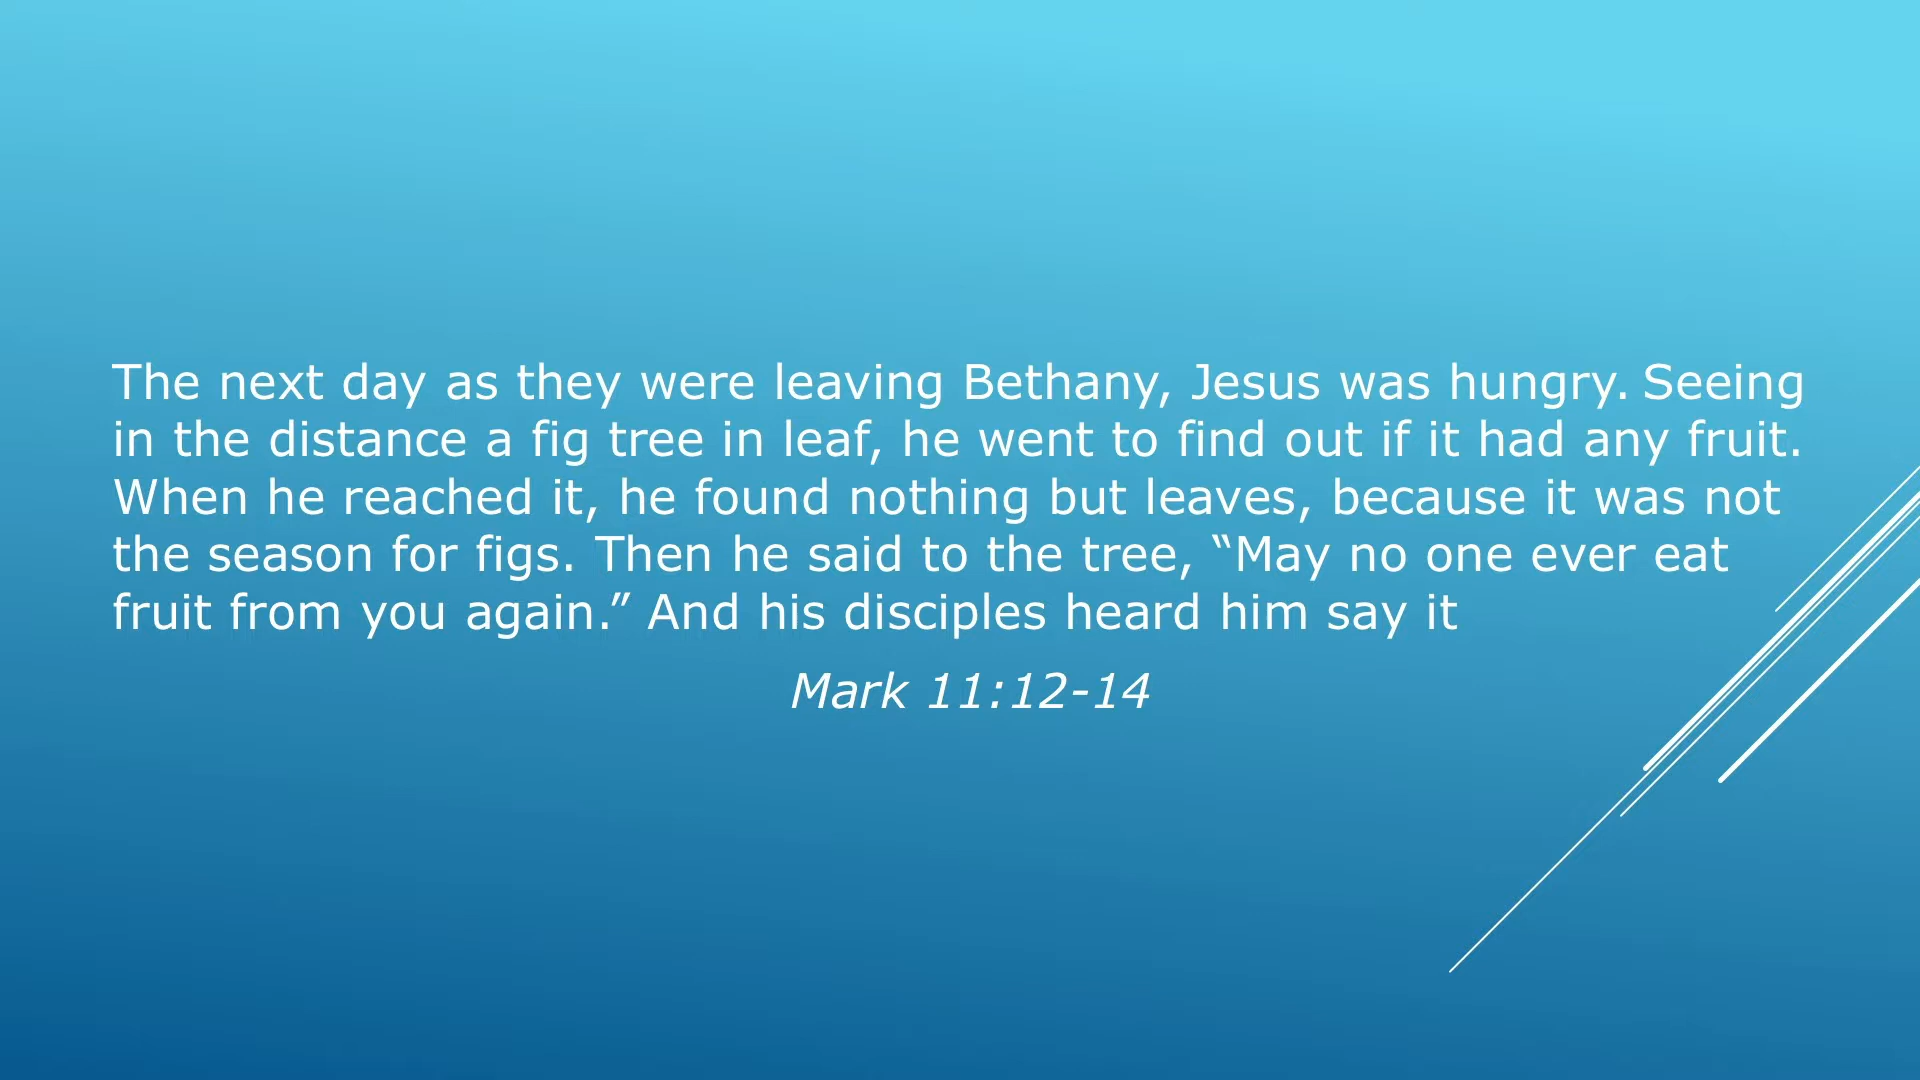 The next day as they were leaving Bethany, Jesus was hungry. Seeing
in the distance a fig tree in leaf, he went to find out if it had any fruit.
When he reached it, he found nothing but leaves, because it was not
the season for figs. Then he said to the tree, “May no one ever eat
fruit from you again.” And his disciples heard him say it
Mark 11:12-14